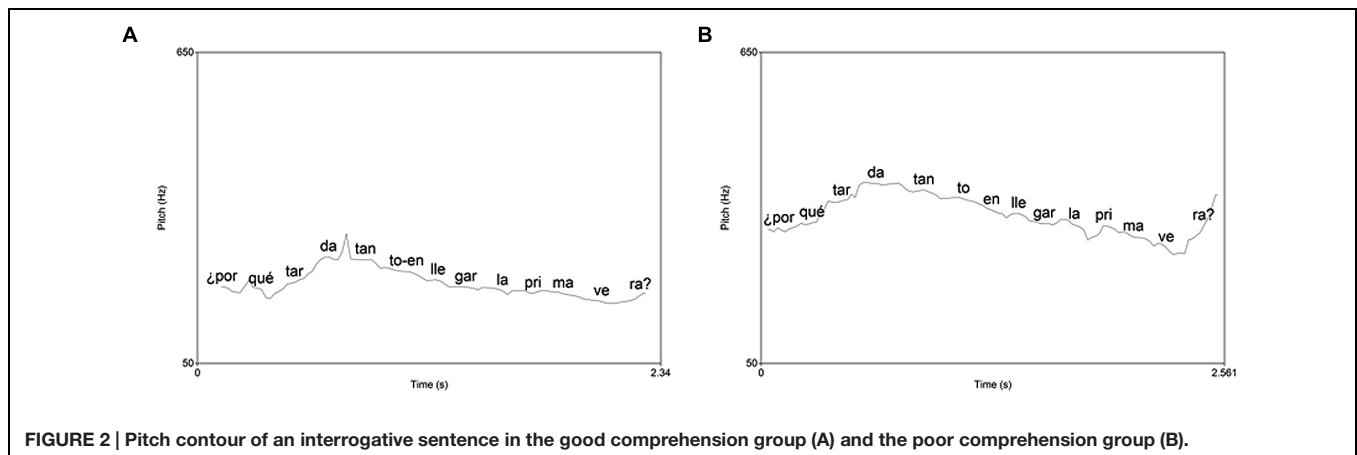 A
650
Pitch (Hz)
¿por qué tar da tan to-en lle gar la pri ma ve ra?
50
0 2.34
Time (s)
B
650
Pitch (Hz)
¿por qué tar da tan to en lle gar la pri ma ve ra?
50
0 2.561
Time (s)
FIGURE 2 | Pitch contour of an interrogative sentence in the good comprehension group (A) and the poor comprehension group (B).